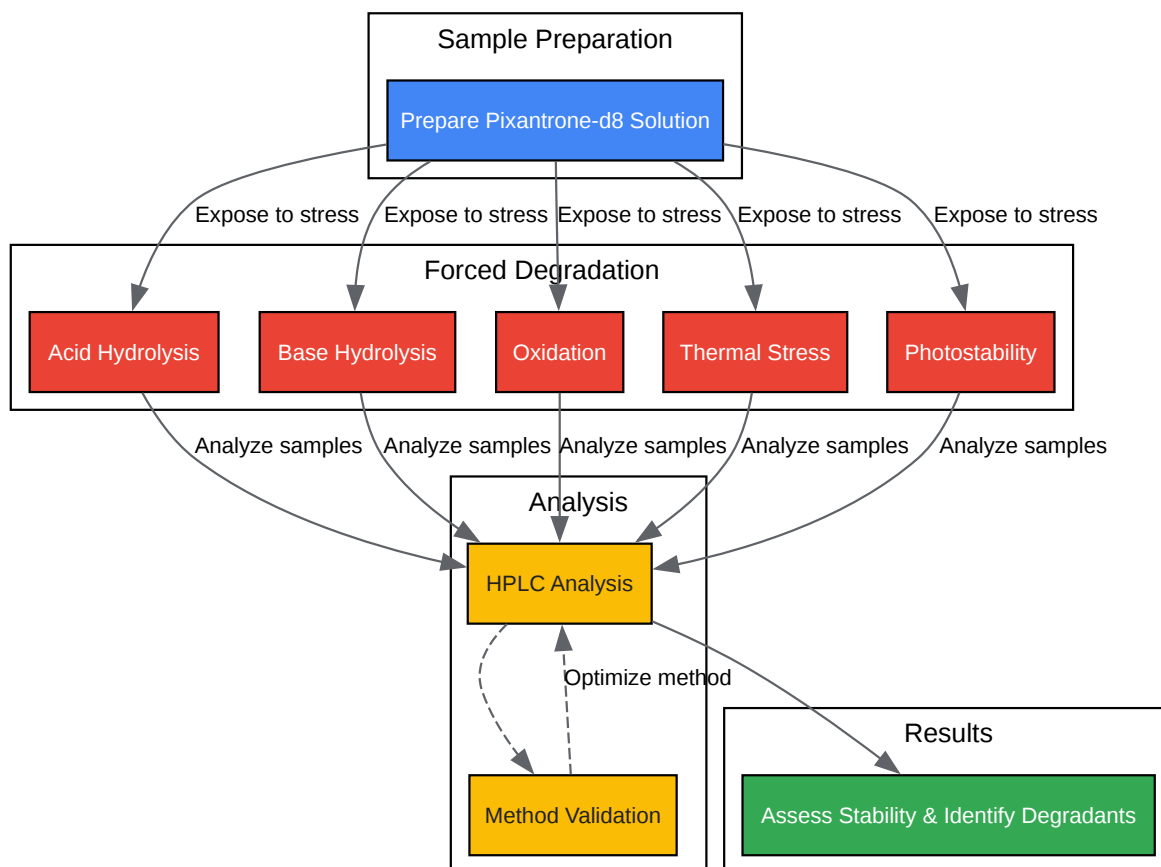 Sample Preparation
Prepare Pixantrone-d8 Solution
Expose to stress
Expose to stress
Expose to stress
Expose to stress
Expose to stress
Forced Degradation
Acid Hydrolysis
Base Hydrolysis
Oxidation
Thermal Stress
Photostability
Analyze samples
Analyze samples
Analyze samples
Analyze samples
Analyze samples
Analysis
HPLC Analysis
Optimize method
Results
Method Validation
Assess Stability & Identify Degradants